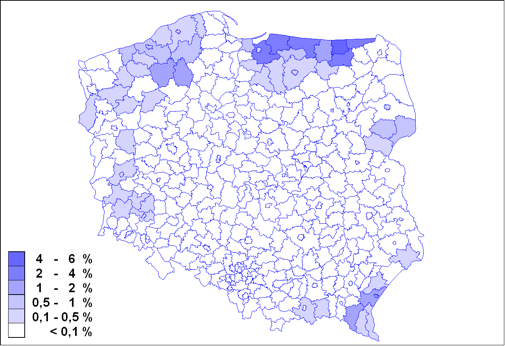 4 - 6 %
2 - 4 %
1 - 2 %
0,5 - 1 %
0,1 - 0,5 %
< 0,1 %